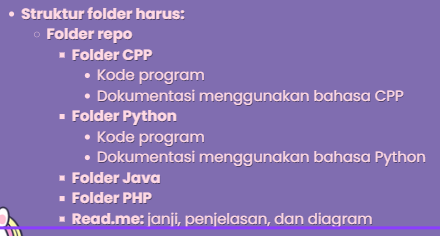 Struktur folder harus:
Folder repo
Folder CPP
Kode program
Dokumentasi menggunakan bahasa CPP
Folder Python
Kode program
Dokumentasi menggunakan bahasa Python
Folder Java
Folder PHP
Read.me: janji, penjelasan, dan diagram